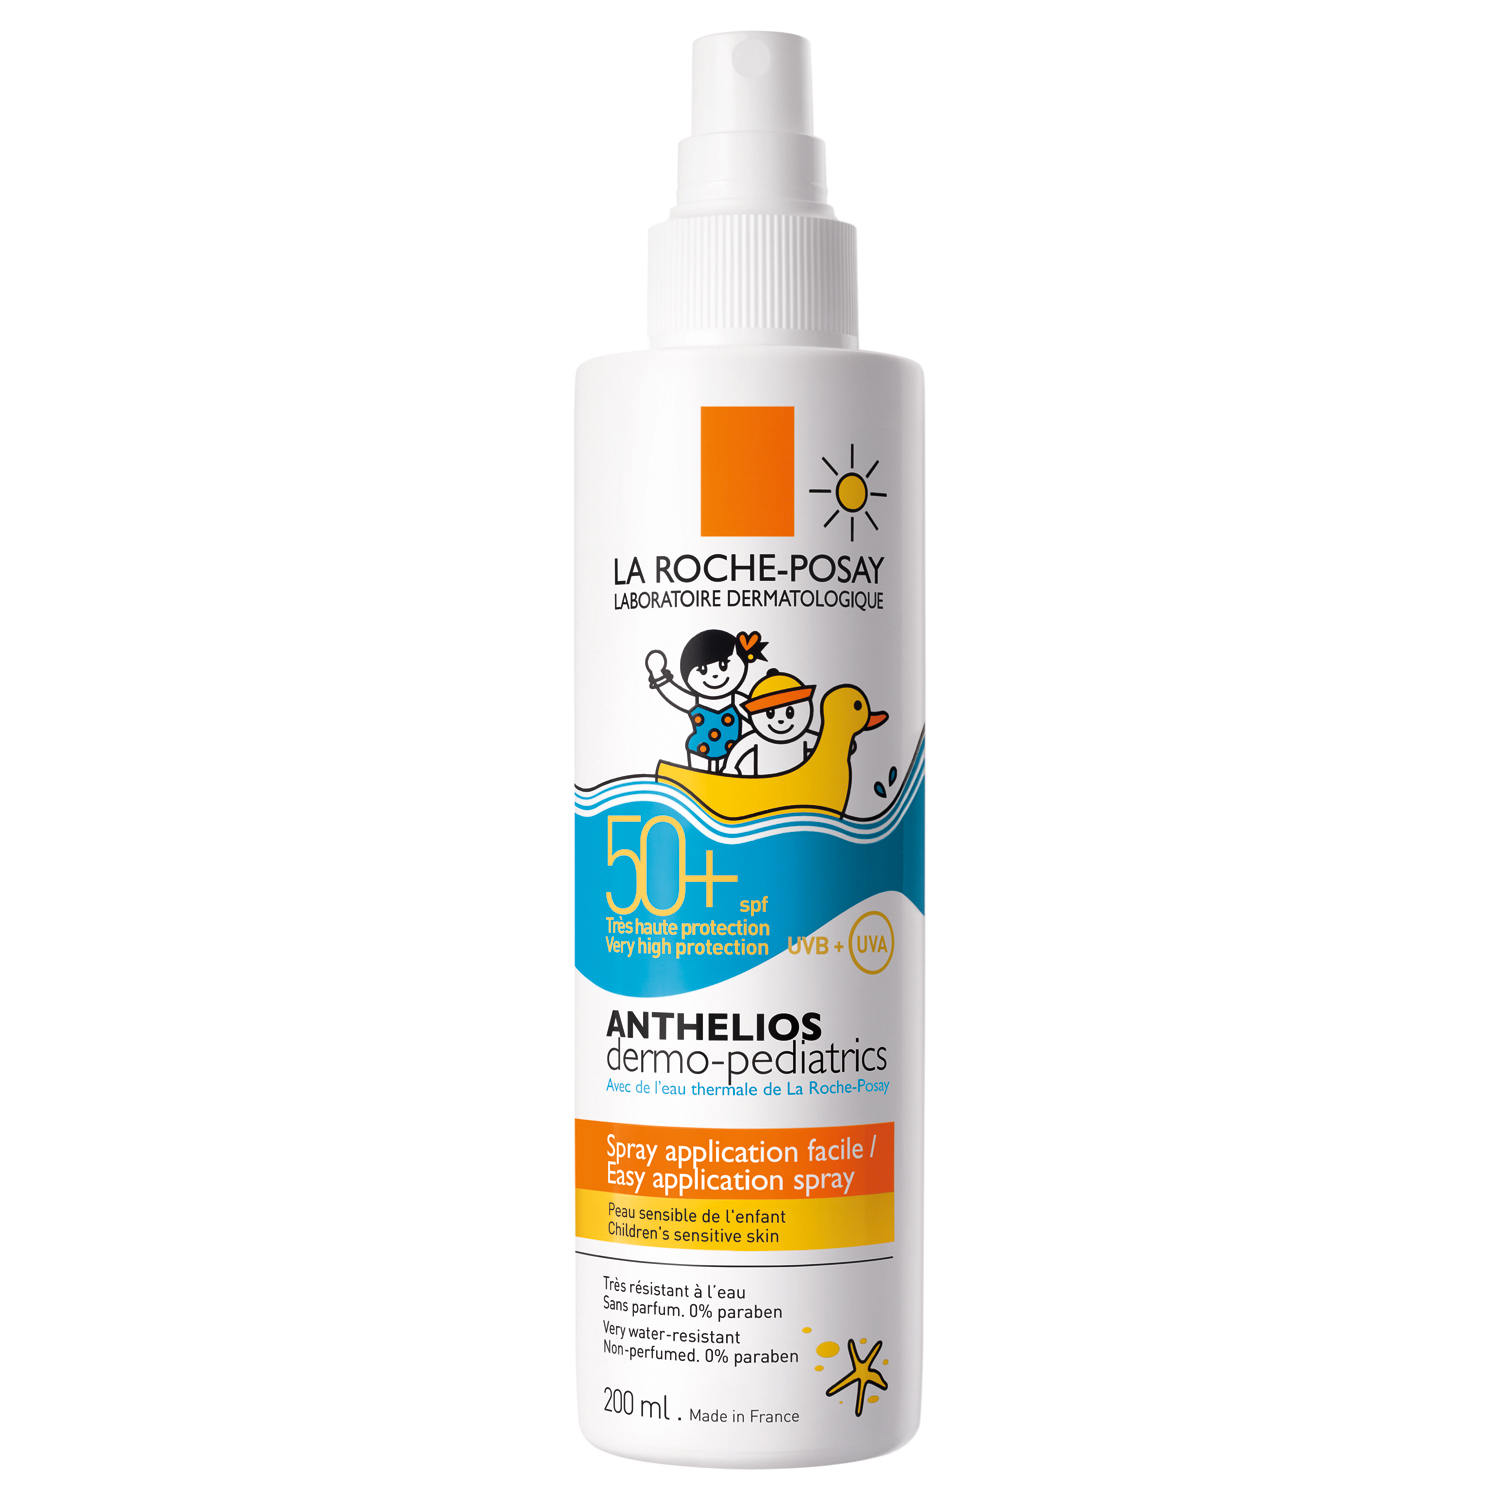 LA ROCHE-POSAY
LABORATOIRE DERMATOLOGIQUE
50+ spf
Très haute protection
Very high protection UVB + UVA
ANTHELIOS
dermo-pediatrics
Avec de l'eau thermale de La Roche-Posay
Spray application facile /
Easy application spray
Peau sensible de l'enfant
Children's sensitive skin
Très résistant à l'eau
Sans parfum. 0% paraben
Very water-resistant
Non-perfumed. 0% paraben
200 ml . Made in France